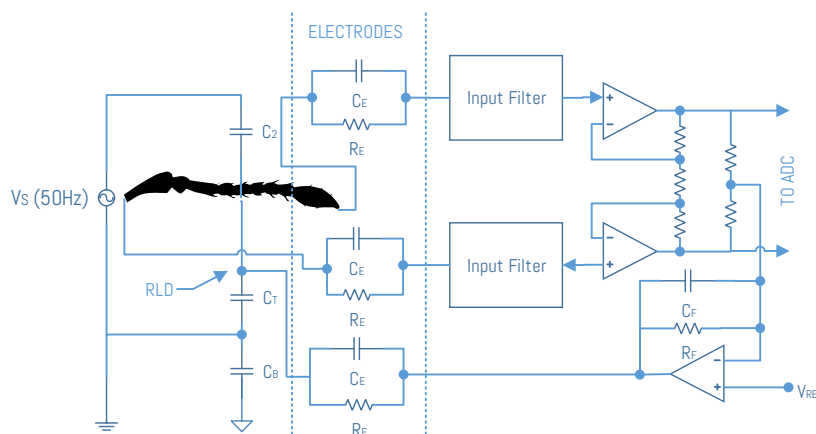 ELECTRODES
CE
RE
Input Filter
C2
VS (50Hz)
TO ADC
CE
RE
Input Filter
RLD
CT
CF
RF
CB
CE
RE
VRE